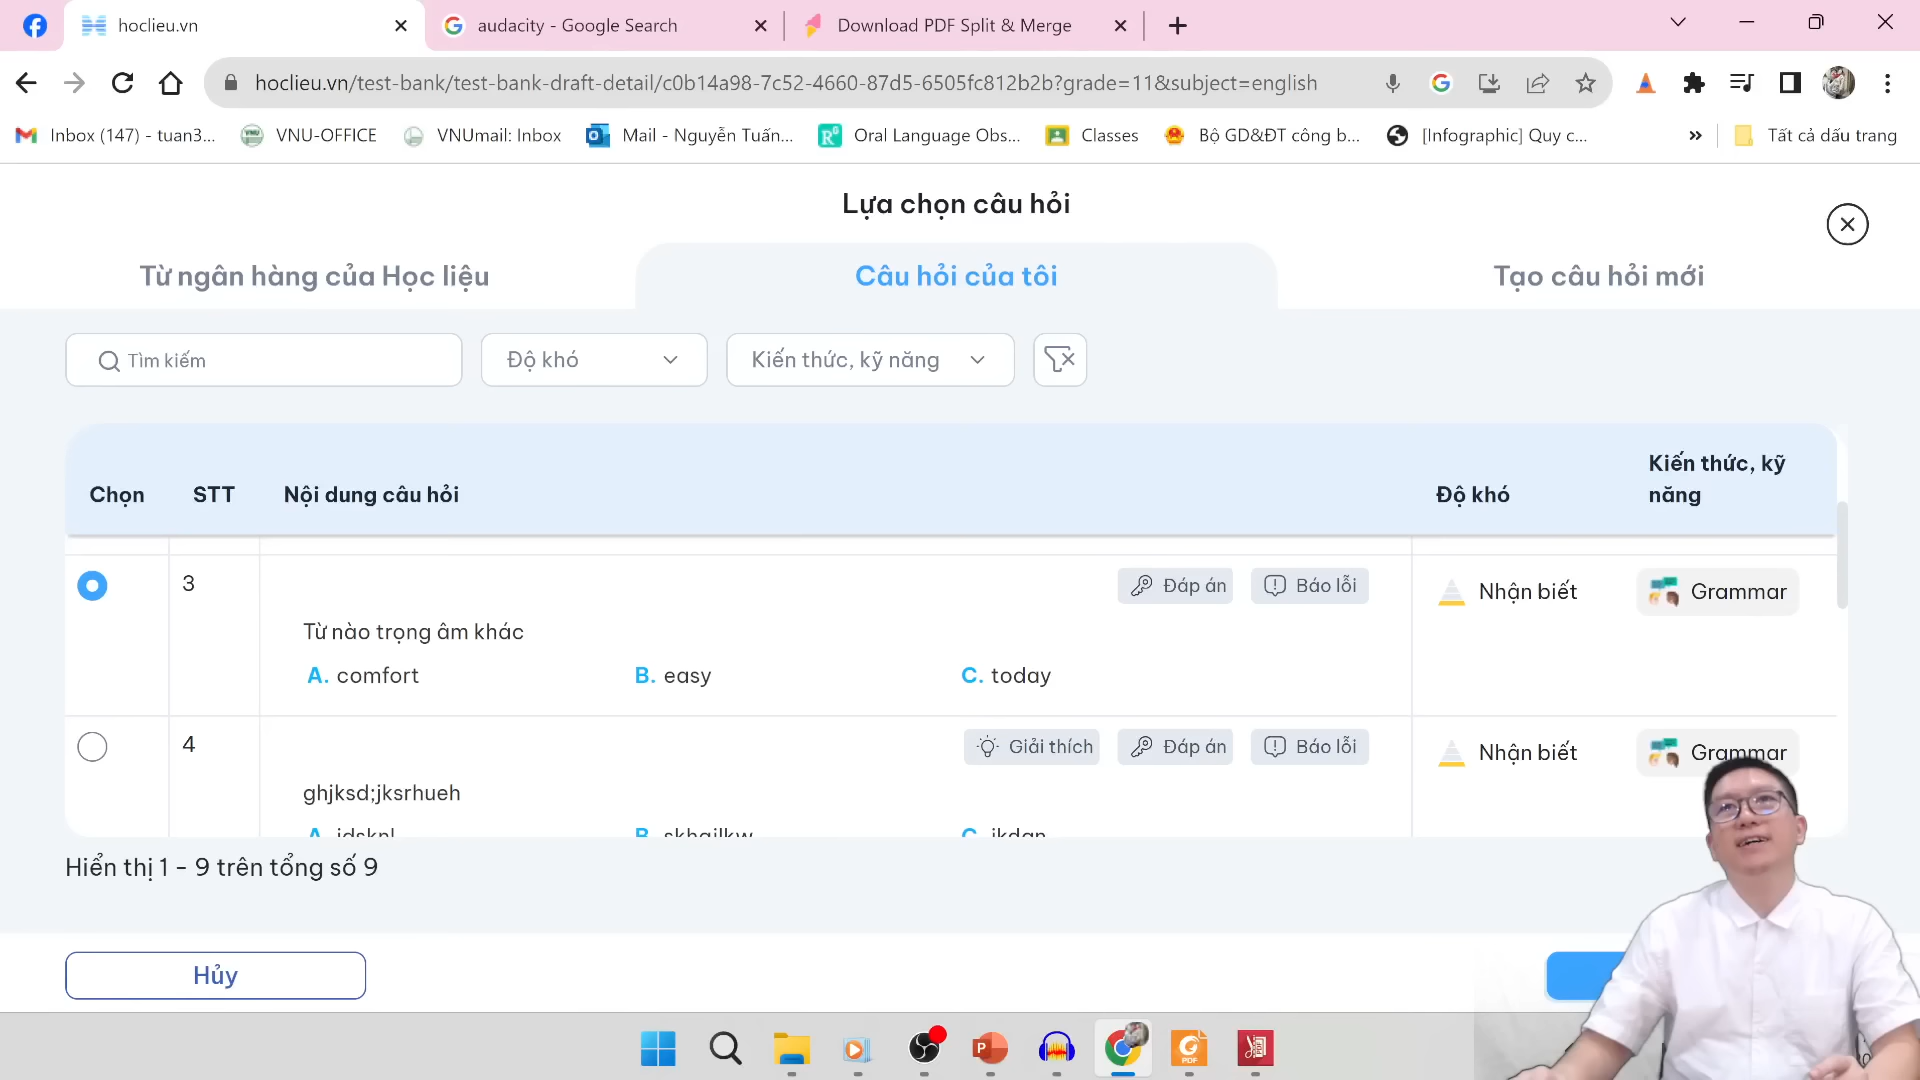 hoclieu.vn
audacity - Google Search
Download PDF Split & Merge
hoclieu.vn/test-bank/test-bank-draft-detail/c0b14a98-7c52-4660-87d5-6505fc812b2b?grade=11&subject=english
Inbox (147) - tuan3...
VNU-OFFICE
VNUmail: Inbox
Mail - Nguyễn Tuấn...
Oral Language Obs...
Classes
Bộ GD&ĐT công b...
[Infographic] Quy c...
»
Tất cả dấu trang
Lựa chọn câu hỏi
Từ ngân hàng của Học liệu
Câu hỏi của tôi
Tạo câu hỏi mới
Tìm kiếm
Độ khó
Kiến thức, kỹ năng
Chọn
STT
Nội dung câu hỏi
Độ khó
Kiến thức, kỹ
năng
3
Đáp án
Báo lỗi
Nhận biết
Grammar
Từ nào trọng âm khác
A. comfort
B. easy
C. today
4
Giải thích
Đáp án
Báo lỗi
Nhận biết
Grammar
ghjksd;jksrhueh
Hiển thị 1 - 9 trên tổng số 9
Hủy